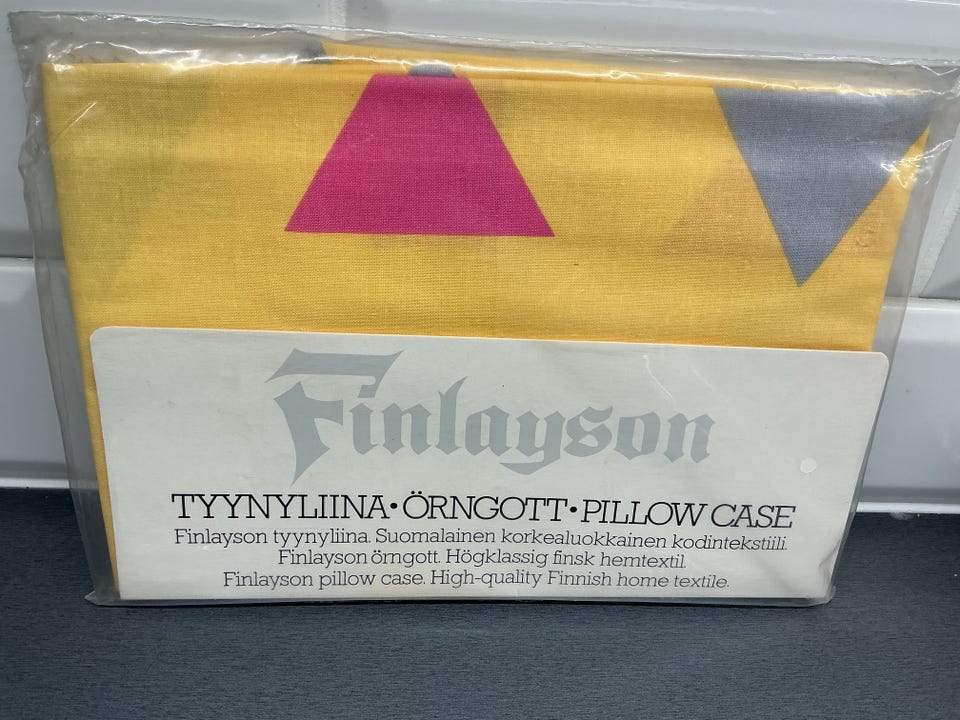 Finlayson
TYYNYLIINA • ÖRNGOTT • PILLOW CASE
Finlayson tyynyliina. Suomalainen korkealuokkainen kodintekstiili.
Finlayson örngott. Högklassig finsk hemtextil.
Finlayson pillow case. High-quality Finnish home textile.